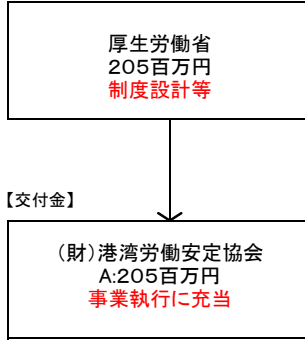 厚生労働省
205百万円
制度設計等
【交付金】
(財)港湾労働安定協会
A:205百万円
事業執行に充当